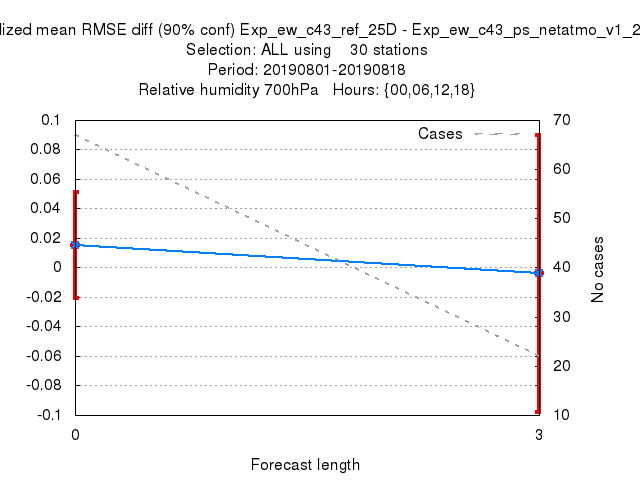 lized mean RMSE diff (90% conf) Exp_ew_c43_ref_25D - Exp_ew_c43_ps_netatmo_v1_2
Selection: ALL using    30 stations
Period: 20190801-20190818
Relative humidity 700hPa   Hours: {00,06,12,18}
Cases
0.1
0.08
0.06
0.04
0.02
0
-0.02
-0.04
-0.06
-0.08
-0.1
70
60
50
40
30
20
10
No cases
0
3
Forecast length